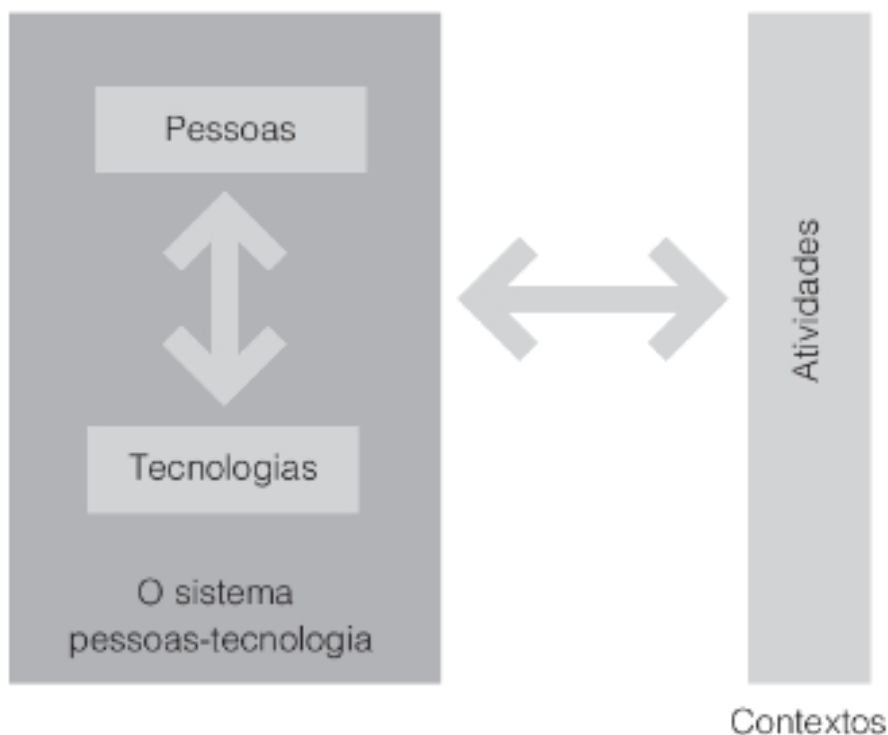 Pessoas
Tecnologias
O sistema
pessoas-tecnologia
Atividades
Contextos